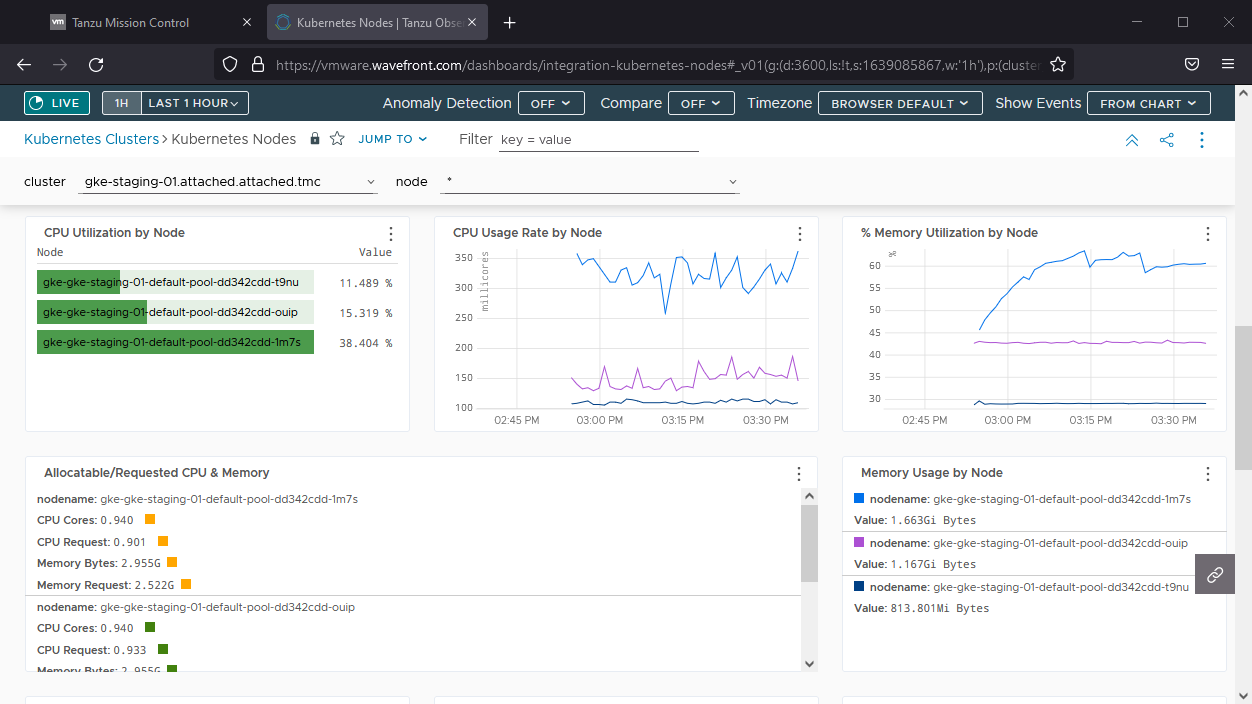 vm Tanzu Mission Control
Kubernetes Nodes | Tanzu Obse
https://vmware.wavefront.com/dashboards/integration-kubernetes-nodes#_v01(g:(d:3600,ls:!t,s:1639085867,w:'1h'),p:(cluster
LIVE 1H LAST 1 HOUR Anomaly Detection OFF Compare OFF Timezone BROWSER DEFAULT Show Events FROM CHART
Kubernetes Clusters > Kubernetes Nodes JUMP TO Filter key = value
cluster gke-staging-01.attached.attached.tmc node *
CPU Utilization by Node
Node Value
gke-gke-staging-01-default-pool-dd342cdd-t9nu 11.489 %
gke-gke-staging-01-default-pool-dd342cdd-ouip 15.319 %
gke-gke-staging-01-default-pool-dd342cdd-1m7s 38.404 %
CPU Usage Rate by Node
millicores
350
300
250
200
150
100
02:45 PM 03:00 PM 03:15 PM 03:30 PM
% Memory Utilization by Node
%
60
55
50
45
40
35
30
02:45 PM 03:00 PM 03:15 PM 03:30 PM
Allocatable/Requested CPU & Memory
nodename: gke-gke-staging-01-default-pool-dd342cdd-1m7s
CPU Cores: 0.940
CPU Request: 0.901
Memory Bytes: 2.955G
Memory Request: 2.522G
nodename: gke-gke-staging-01-default-pool-dd342cdd-ouip
CPU Cores: 0.940
CPU Request: 0.933
Memory Bytes: 2.955G
Memory Usage by Node
nodename: gke-gke-staging-01-default-pool-dd342cdd-1m7s
Value: 1.663Gi Bytes
nodename: gke-gke-staging-01-default-pool-dd342cdd-ouip
Value: 1.167Gi Bytes
nodename: gke-gke-staging-01-default-pool-dd342cdd-t9nu
Value: 813.801Mi Bytes